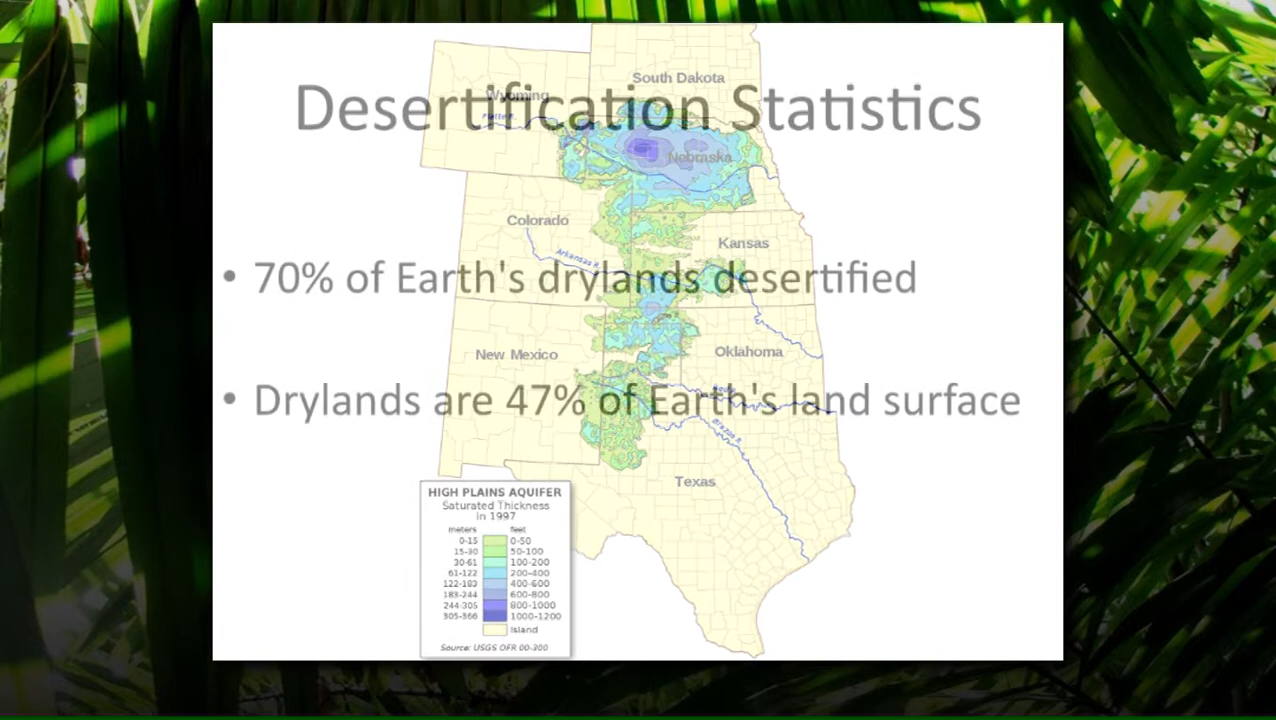 South Dakota
Wyoming
Desertification Statistics
Platte R.
Nebraska
Colorado
Kansas
Arkansas R.
• 70% of Earth's drylands desertified
New Mexico
Oklahoma
• Drylands are 47% of Earth's land surface
Brazos R.
Texas
HIGH PLAINS AQUIFER
Saturated Thickness
in 1997
meters feet
0-15 0-50
15-30 50-100
30-61 100-200
61-122 200-400
122-183 400-600
183-244 600-800
244-305 800-1000
305-366 1000-1200
Island
Source: USGS OFR 00-300